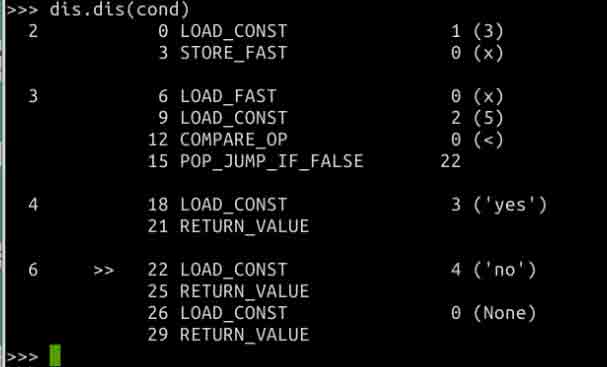 >>> dis.dis(cond)
  2           0 LOAD_CONST               1 (3)
              3 STORE_FAST               0 (x)

  3           6 LOAD_FAST                0 (x)
              9 LOAD_CONST               2 (5)
             12 COMPARE_OP               0 (<)
             15 POP_JUMP_IF_FALSE       22

  4          18 LOAD_CONST               3 ('yes')
             21 RETURN_VALUE

  6     >>   22 LOAD_CONST               4 ('no')
             25 RETURN_VALUE
             26 LOAD_CONST               0 (None)
             29 RETURN_VALUE
>>>